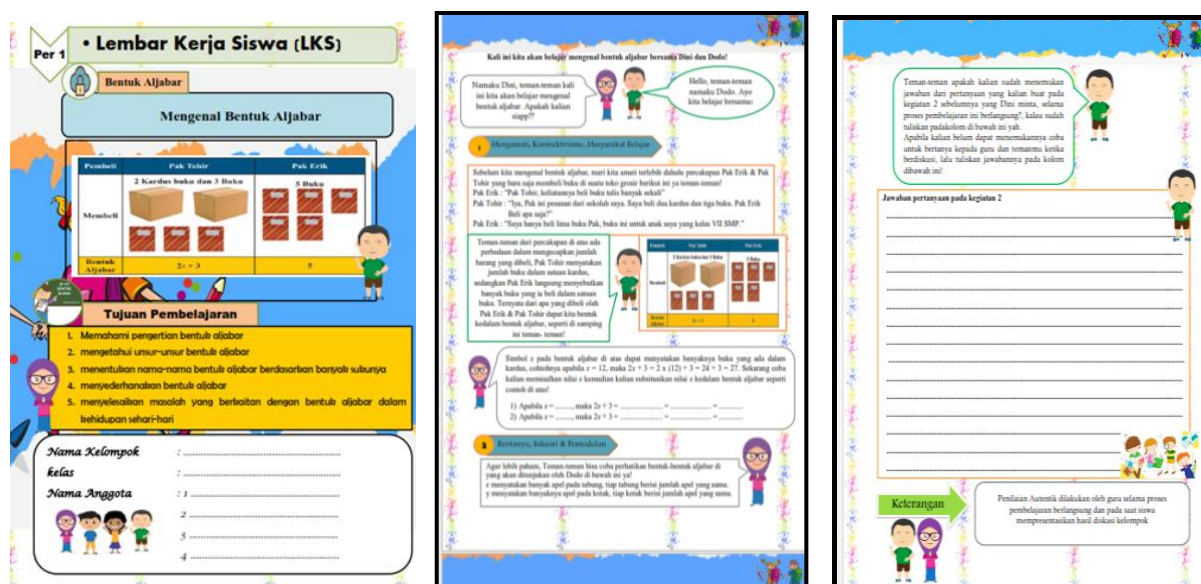 Per 1
• Lembar Kerja Siswa (LKS)
Bentuk Aljabar
Mengenal Bentuk Aljabar
Pembeli Pak Tohir Pak Erik
Membeli
2 Kardus buku dan 3 Buku
5 Buku
Bentuk Aljabar 2x + 3 5
Tujuan Pembelajaran
1. Memahami pengertian bentuk aljabar
2. mengetahui unsur-unsur bentuk aljabar
3. menentukan nama-nama bentuk aljabar berdasarkan banyak sukunya
4. menyederhanakan bentuk aljabar
5. menyelesaikan masalah yang berkaitan dengan bentuk aljabar dalam
kehidupan sehari-hari
Nama Kelompok : ..........
kelas : ..........
Nama Anggota : 1 ..........
2 ..........
3 ..........
4 ..........
Kali ini kita akan belajar mengenal bentuk aljabar bersama Dini dan Dodo!
Namaku Dini, teman-teman kali
ini kita akan belajar mengenal
bentuk aljabar. Apakah kalian
siapp??
Hello, teman-teman
namaku Dodo. Ayo
kita belajar bersama:
1 Mengamati, Kontruktivisme, Masyarakat Belajar
Sebelum kita mengenal bentuk aljabar, mari kita amati terlebih dahulu percakapan Pak Erik & Pak
Tohir yang baru saja membeli buku di suatu toko grosir berikut ini ya teman-teman!
Pak Erik : "Pak Tohir, keliatannya beli buku tulis banyak sekali"
Pak Tohir : "Iya, Pak ini pesanan dari sekolah saya. Saya beli dua kardus dan tiga buku. Pak Erik
Beli apa saja?"
Pak Erik : "Saya hanya beli lima buku Pak, buku ini untuk anak saya yang kelas VII SMP."
Teman-teman dari percakapan di atas ada
perbedaan dalam mengucapkan jumlah
barang yang dibeli, Pak Tohir menyatakan
jumlah buku dalam satuan kardus,
sedangkan Pak Erik langsung menyebutkan
banyak buku yang ia beli dalam satuan
buku. Ternyata dari apa yang dibeli oleh
Pak Erik & Pak Tohir dapat kita bentuk
kedalam bentuk aljabar, seperti di samping
ini teman- teman!
Pembeli Pak Tohir Pak Erik
Membeli
2 Kardus buku dan 3 Buku
5 Buku
Bentuk Aljabar
Simbol x pada bentuk aljabar di atas dapat menyatakan banyaknya buku yang ada dalam
kardus, cohtohnya apabila x = 12, maka 2x + 3 = 2 x (12) + 3 = 24 + 3 = 27. Sekarang coba
kalian memisalkan nilai x kemudian kalian subsitusikan nilai x kedalam bentuk aljabar seperti
contoh di atas!
1) Apabila x = ........, maka 2x + 3 = .......... = .......... = ..........
2) Apabila x = ........, maka 2x + 3 = .......... = .......... = ..........
2 Bertanya, Inkuiri & Pemodelan
Agar lebih paham, Teman-teman bisa coba perhatikan bentuk-bentuk aljabar di
yang akan ditunjukan oleh Dodo di bawah ini ya!
x menyatakan banyak apel pada tabung, tiap tabung berisi jumlah apel yang sama.
y menyatakan banyaknya apel pada kotak, tiap kotak berisi jumlah apel yang sama.
Teman-teman apakah kalian sudah menemukan
jawaban dari pertanyaan yang kalian buat pada
kegiatan 2 sebelumnya yang Dini minta, selama
proses pembelajaran ini berlangsung?, kalau sudah
tuliskan padakolom di bawah ini yah.
Apabila kalian belum dapat menemukannya coba
untuk bertanya kepada guru dan temanmu ketika
berdiskusi, lalu tuliskan jawabannya pada kolom
dibawah ini!
Jawaban pertanyaan pada kegiatan 2
Keterangan
Penilaian Autentik dilakukan oleh guru selama proses
pembelajaran berlangsung dan pada saat siswa
mempresentasikan hasil diskusi kelompok